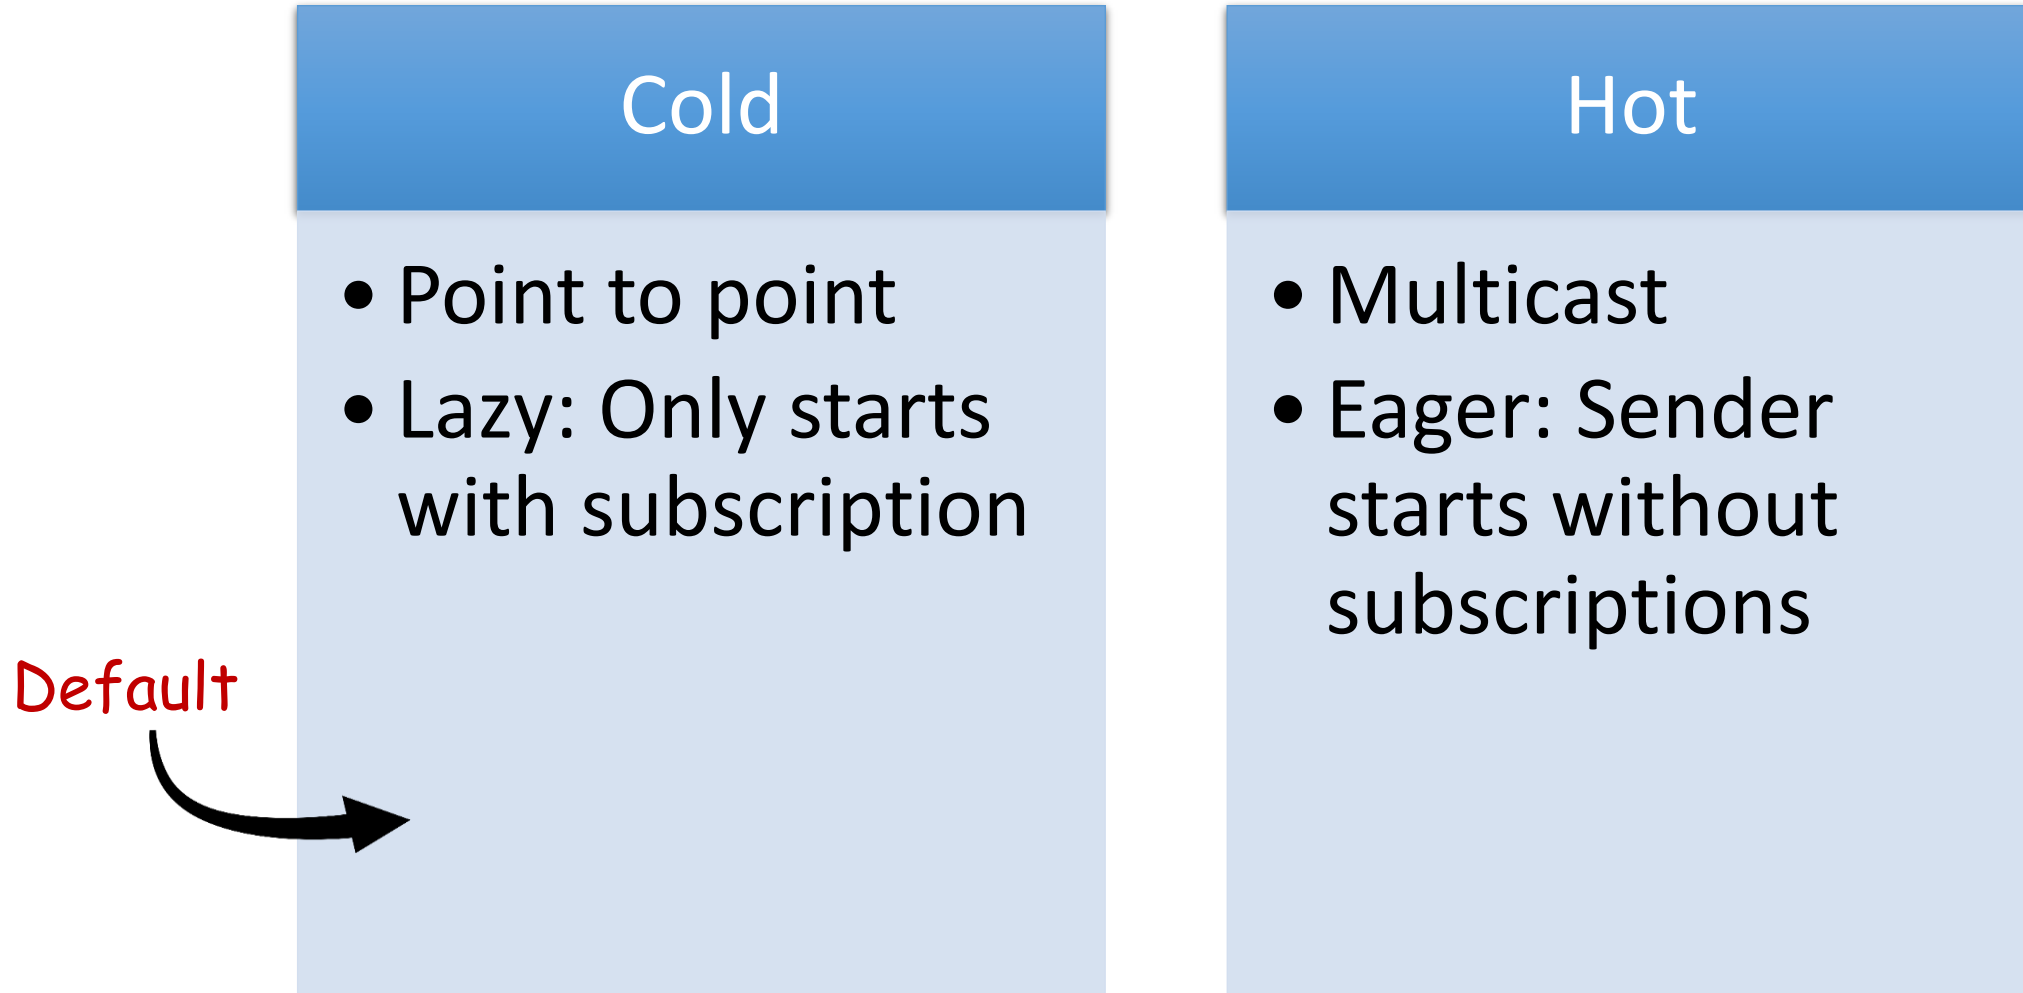 Cold
• Point to point
• Lazy: Only starts
with subscription
Default
Hot
• Multicast
• Eager: Sender
starts without
subscriptions